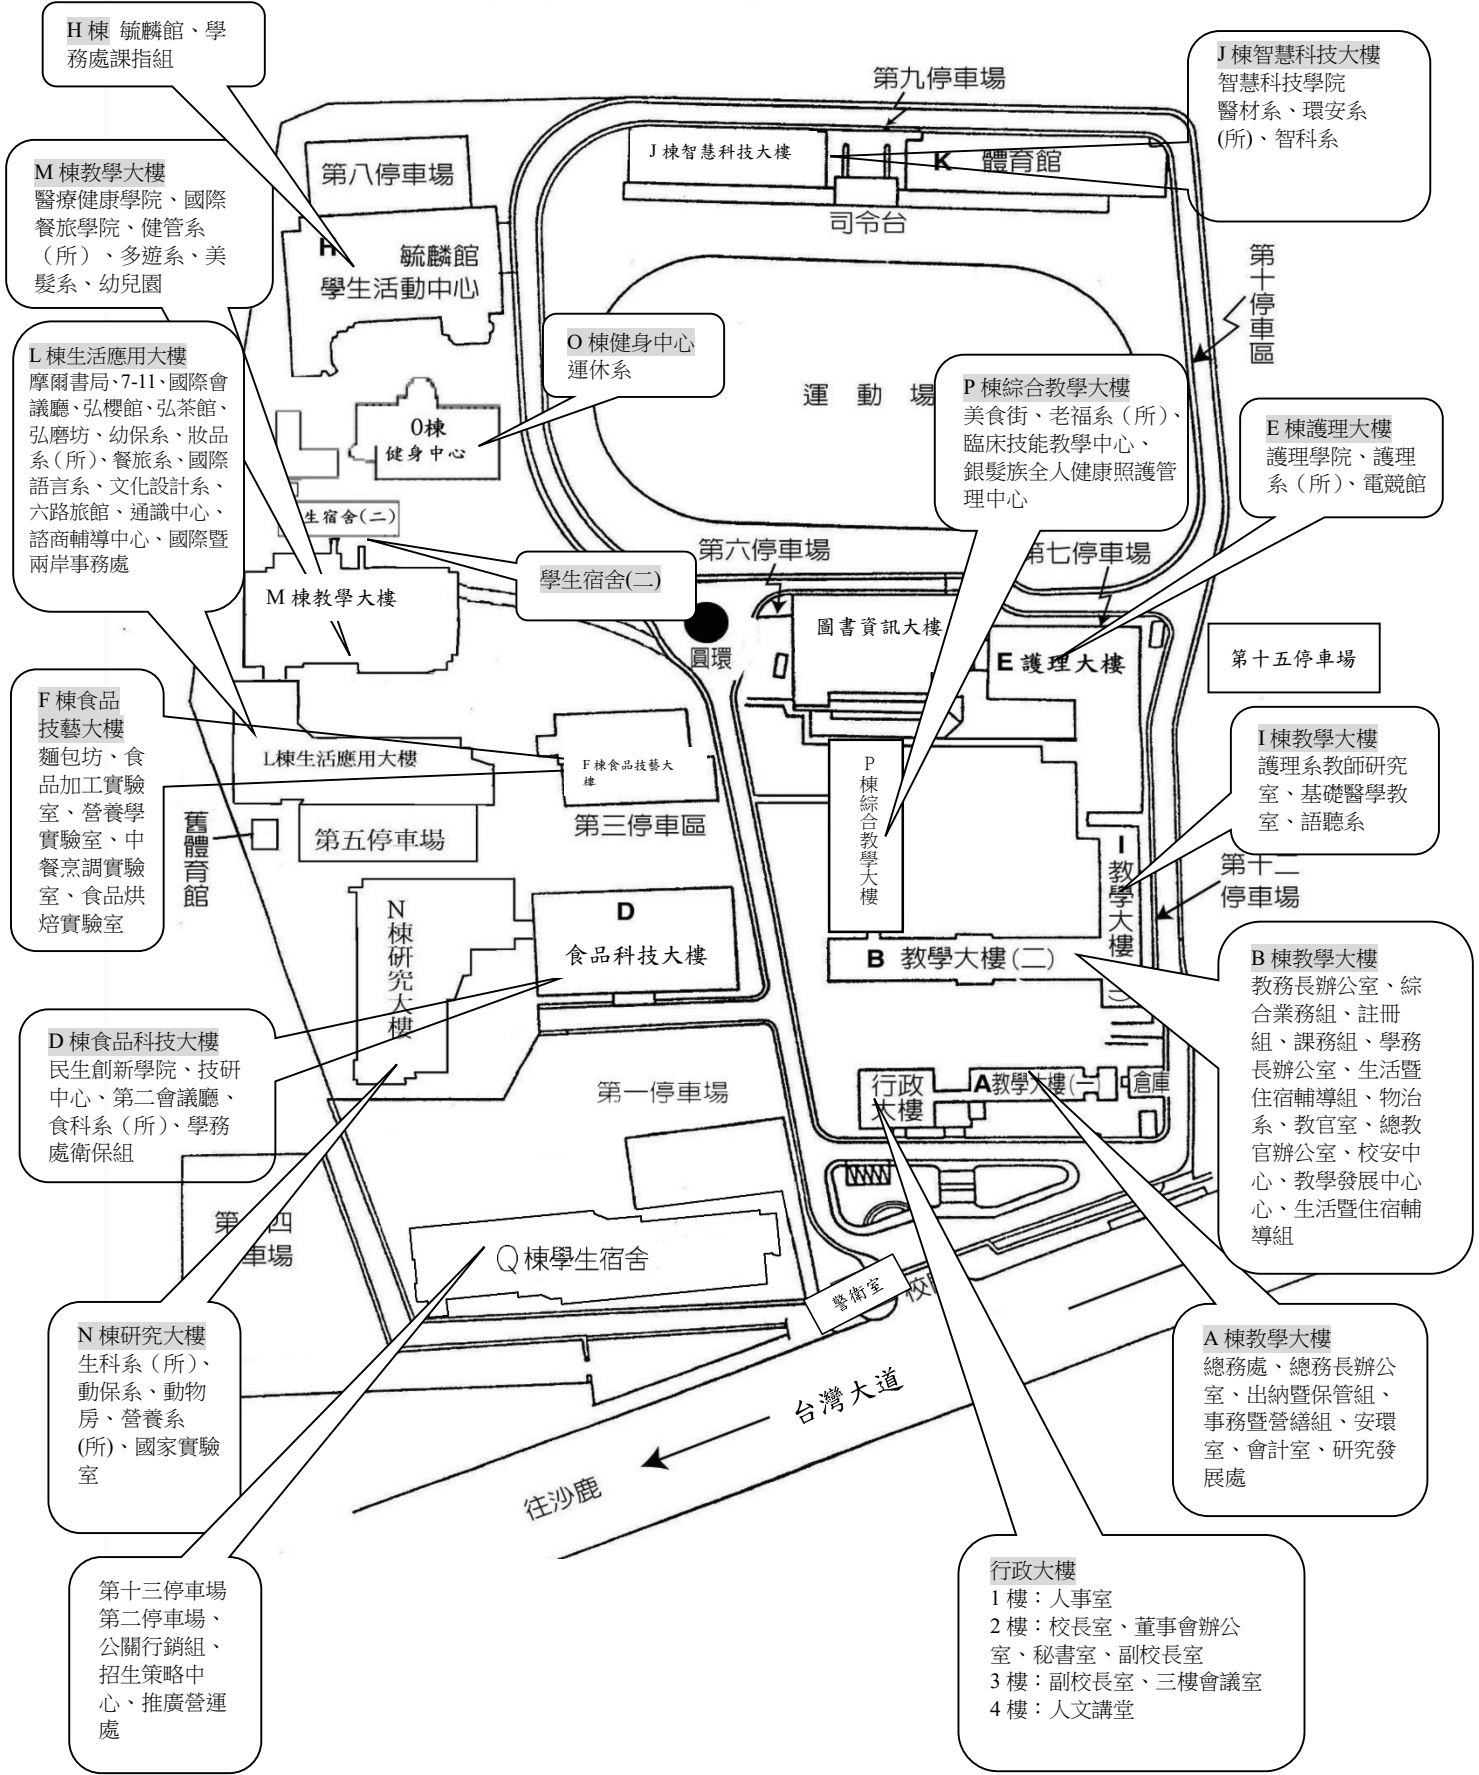 H 棟 毓麟館、學
務處課指組
J 棟智慧科技大樓
智慧科技學院
醫材系、環安系
(所)、智科系
第九停車場
J 棟智慧科技大樓
K 體育館
司令台
M 棟教學大樓
醫療健康學院、國際
餐旅學院、健管系
（所）、多遊系、美
髮系、幼兒園
第八停車場
H 毓麟館
學生活動中心
第十停車區
L 棟生活應用大樓
摩爾書局、7-11、國際會
議廳、弘櫻館、弘茶館、
弘磨坊、幼保系、妝品
系（所）、餐旅系、國際
語言系、文化設計系、
六路旅館、通識中心、
諮商輔導中心、國際暨
兩岸事務處
O 棟健身中心
運休系
O棟
健身中心
運動場
P 棟綜合教學大樓
美食街、老福系（所）、
臨床技能教學中心、
銀髮族全人健康照護管
理中心
E 棟護理大樓
護理學院、護理
系（所）、電競館
生宿舍(二)
學生宿舍(二)
第六停車場
第七停車場
M 棟教學大樓
圓環
圖書資訊大樓
E 護理大樓
第十五停車場
F 棟食品
技藝大樓
麵包坊、食
品加工實驗
室、營養學
實驗室、中
餐烹調實驗
室、食品烘
焙實驗室
L棟生活應用大樓
F 棟食品技藝大
樓
第三停車區
第五停車場
舊體育館
P棟綜合教學大樓
I 棟教學大樓
護理系教師研究
室、基礎醫學教
室、語聽系
I 教學大樓
第十二
停車場
N棟研究大樓
D
食品科技大樓
B 教學大樓(二)
B 棟教學大樓
教務長辦公室、綜
合業務組、註冊
組、課務組、學務
長辦公室、生活暨
住宿輔導組、物治
系、教官室、總教
官辦公室、校安中
心、教學發展中心
心、生活暨住宿輔
導組
D 棟食品科技大樓
民生創新學院、技研
中心、第二會議廳、
食科系（所）、學務
處衛保組
第一停車場
行政
大樓
A教學大樓(一)
倉庫
第 四
車場
Q 棟學生宿舍
警衛室
校
N 棟研究大樓
生科系（所）、
動保系、動物
房、營養系
(所)、國家實驗
室
A 棟教學大樓
總務處、總務長辦公
室、出納暨保管組、
事務暨營繕組、安環
室、會計室、研究發
展處
台灣大道
往沙鹿
第十三停車場
第二停車場、
公關行銷組、
招生策略中
心、推廣營運
處
行政大樓
1 樓：人事室
2 樓：校長室、董事會辦公
室、秘書室、副校長室
3 樓：副校長室、三樓會議室
4 樓：人文講堂